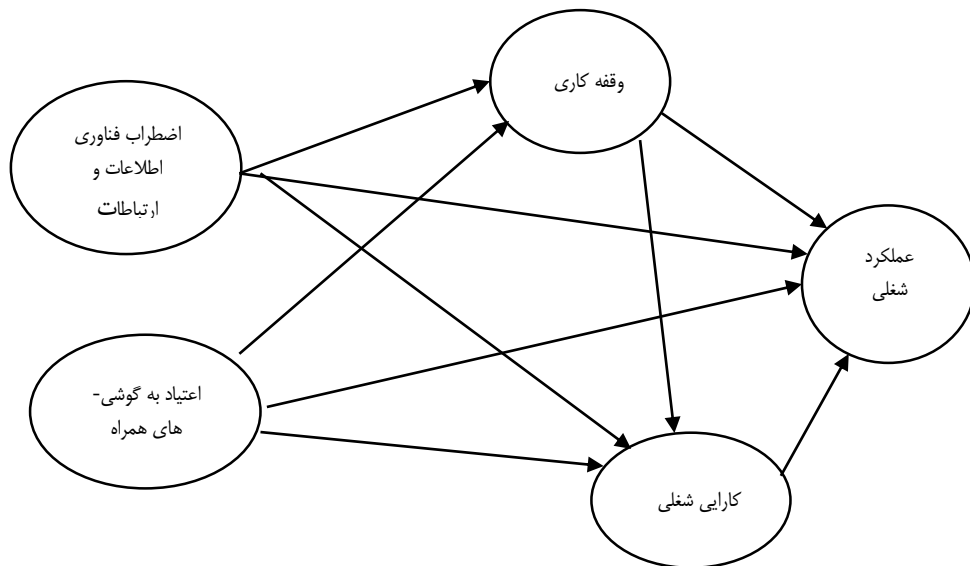 وقفه کاری
اضطراب فناوری
اطلاعات و
ارتباطات
عملکرد
شغلی
اعتیاد به گوشی-
های همراه
کارایی شغلی